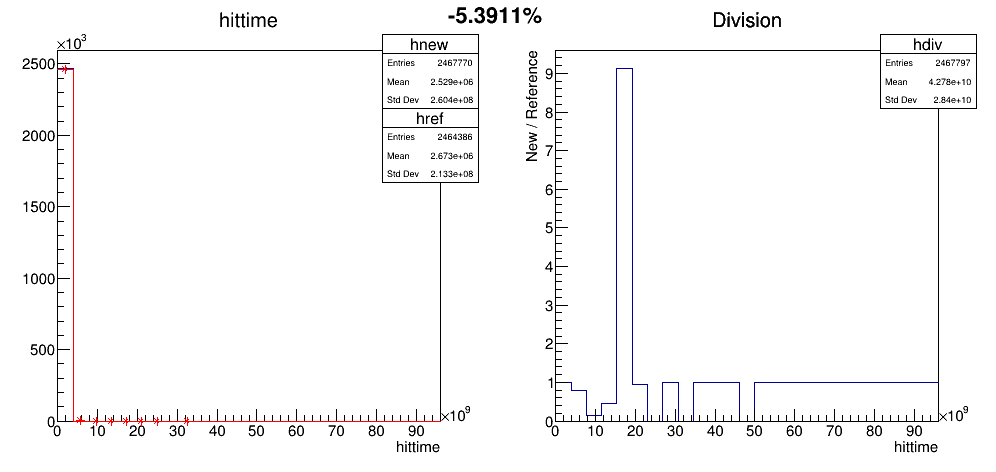 -5.3911%
hittime
×10³
hnew
Entries 2467770
Mean 2.529e+06
Std Dev 2.604e+08
href
Entries 2464386
Mean 2.673e+06
Std Dev 2.133e+08
2500
2000
1500
1000
500
0
0 10 20 30 40 50 60 70 80 90
×10⁹
hittime
Division
hdiv
Entries 2467797
Mean 4.278e+10
Std Dev 2.84e+10
New / Reference
9
8
7
6
5
4
3
2
1
0
0 10 20 30 40 50 60 70 80 90
×10⁹
hittime